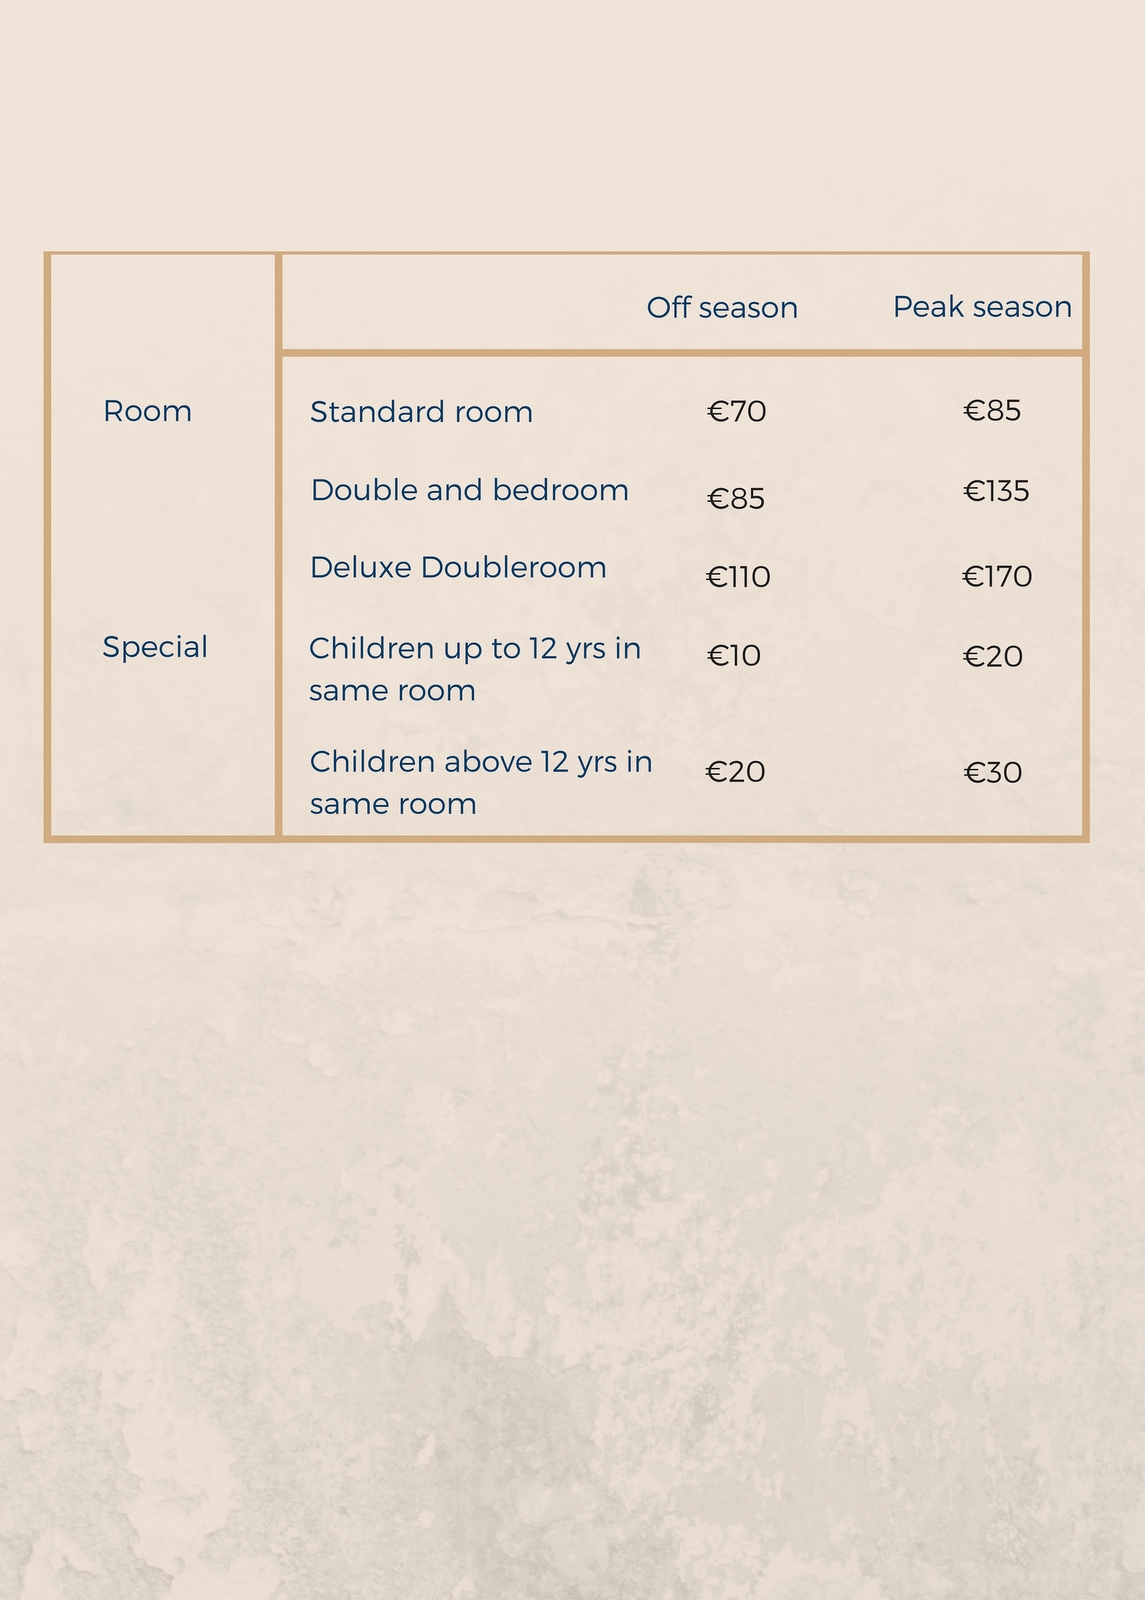 Off season Peak season
Room Standard room €70 €85
Double and bedroom €85 €135
Deluxe Doubleroom €110 €170
Special Children up to 12 yrs in €10 €20
same room
Children above 12 yrs in €20 €30
same room